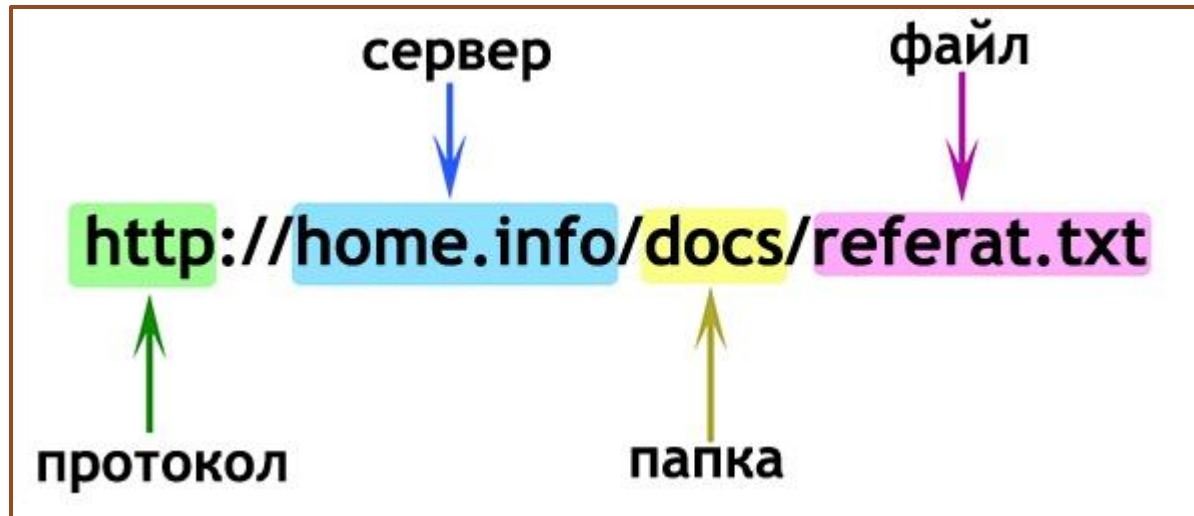 сервер файл
http://home.info/docs/referat.txt
протокол папка